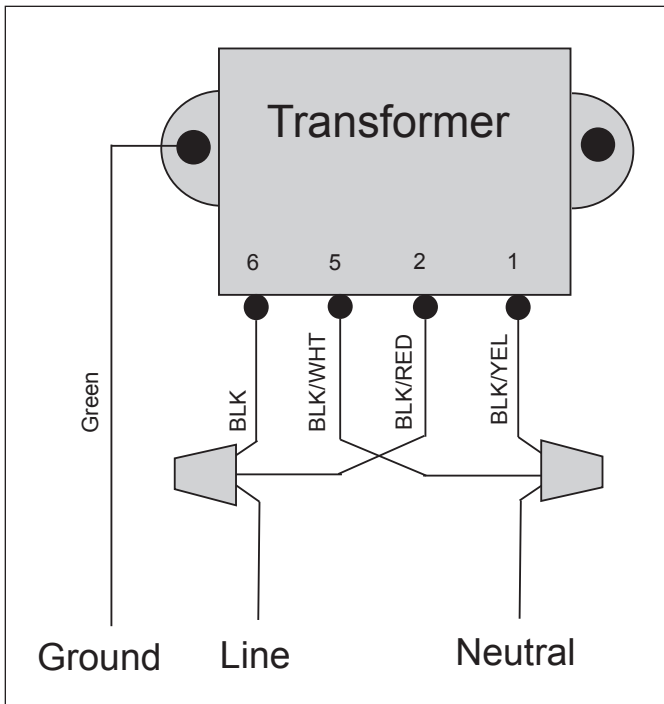 Transformer
6 5 2 1
Green
BLK
BLK/WHT
BLK/RED
BLK/YEL
Ground Line Neutral